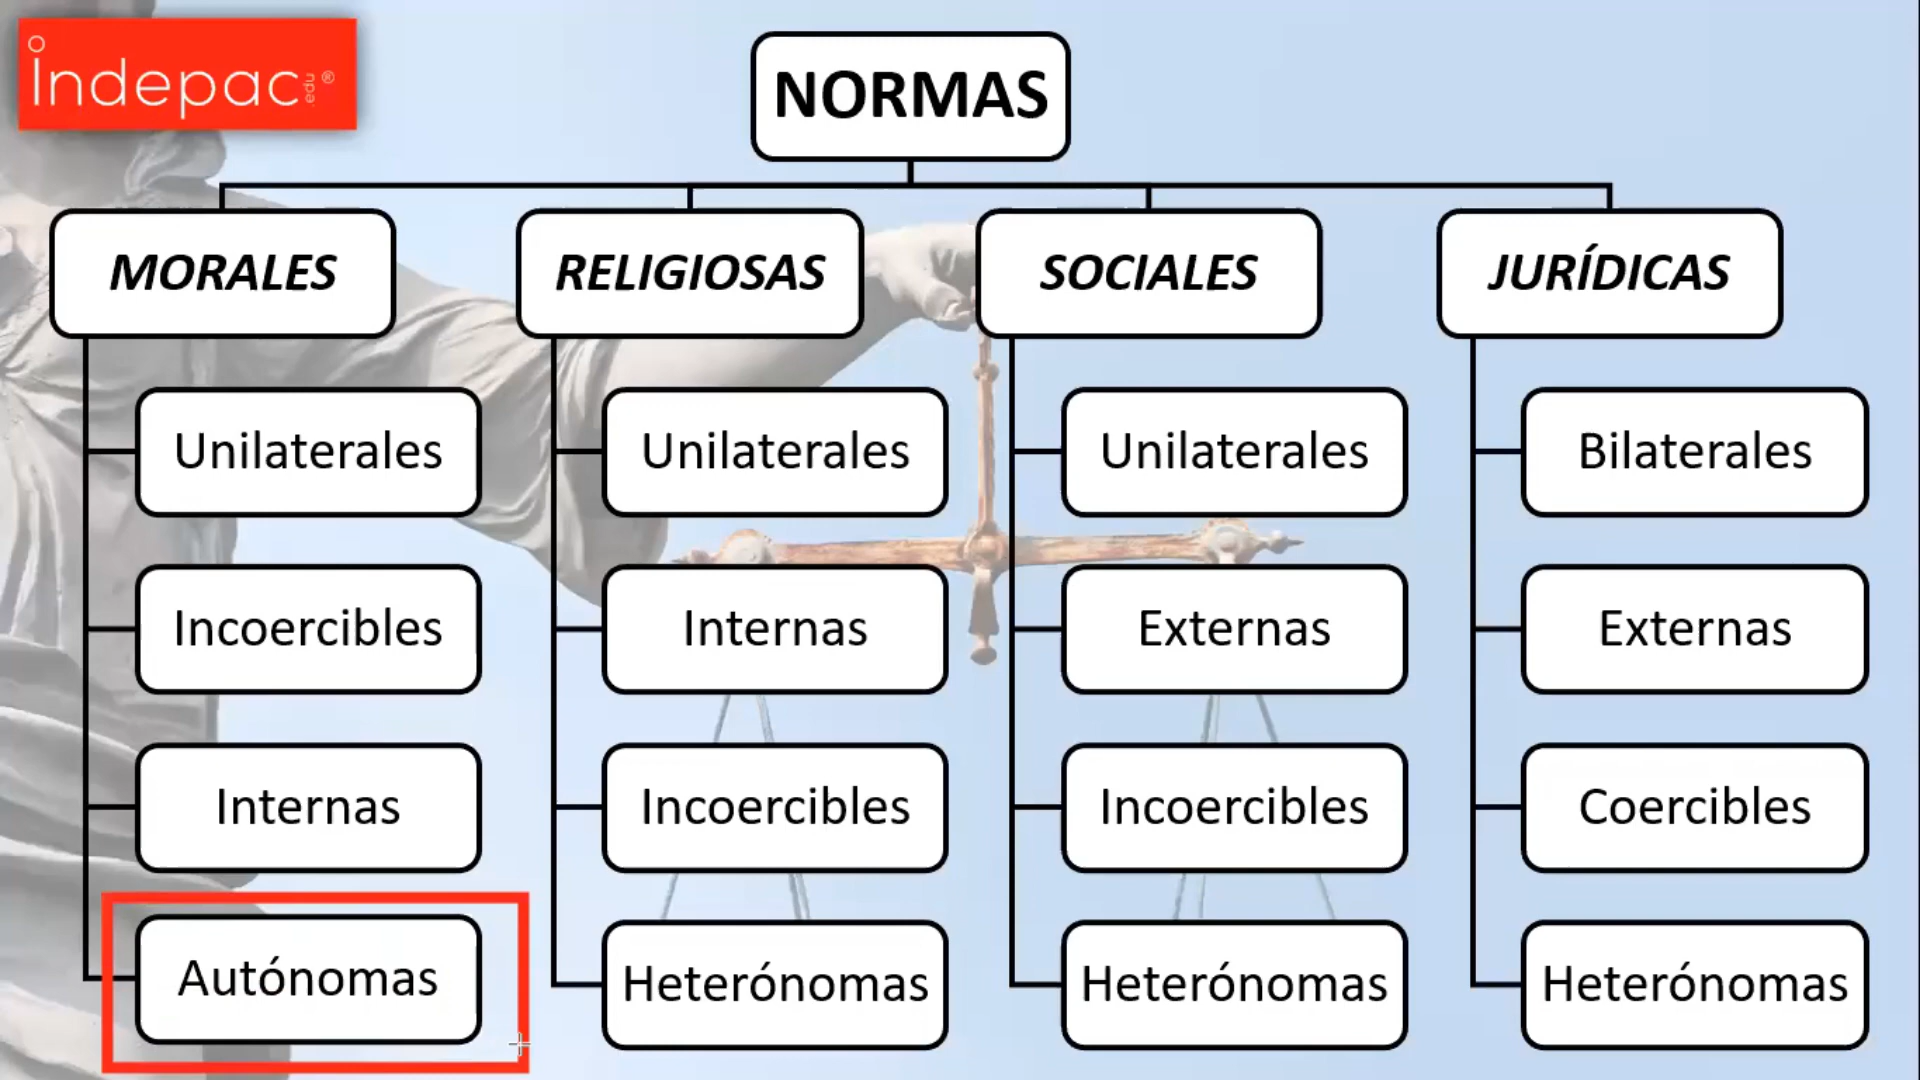 indepac.edu®
NORMAS
MORALES
Unilaterales
Incoercibles
Internas
Autónomas
RELIGIOSAS
Unilaterales
Internas
Incoercibles
Heterónomas
SOCIALES
Unilaterales
Externas
Incoercibles
Heterónomas
JURÍDICAS
Bilaterales
Externas
Coercibles
Heterónomas